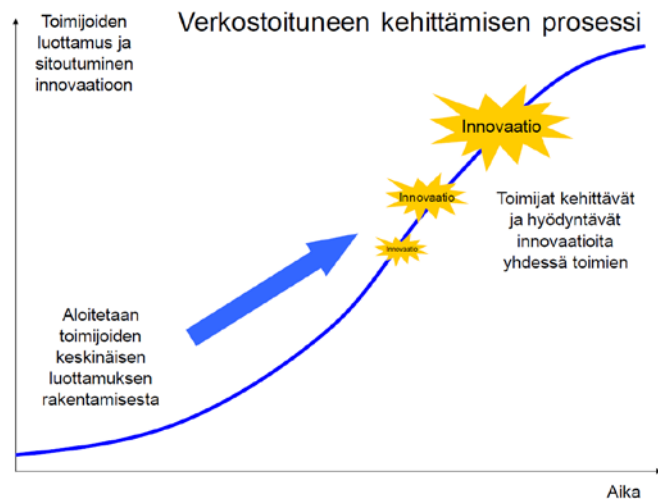 Toimijoiden
luottamus ja
sitoutuminen
innovaatioon
Verkostoituneen kehittämisen prosessi
Innovaatio
Innovaatio
Innovaatio
Toimijat kehittävät
ja hyödyntävät
innovaatioita
yhdessä toimien
Aloitetaan
toimijoiden
keskinäisen
luottamuksen
rakentamisesta
Aika